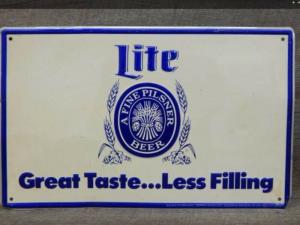 Lite
A FINE PILSNER
BEER
Great Taste...Less Filling